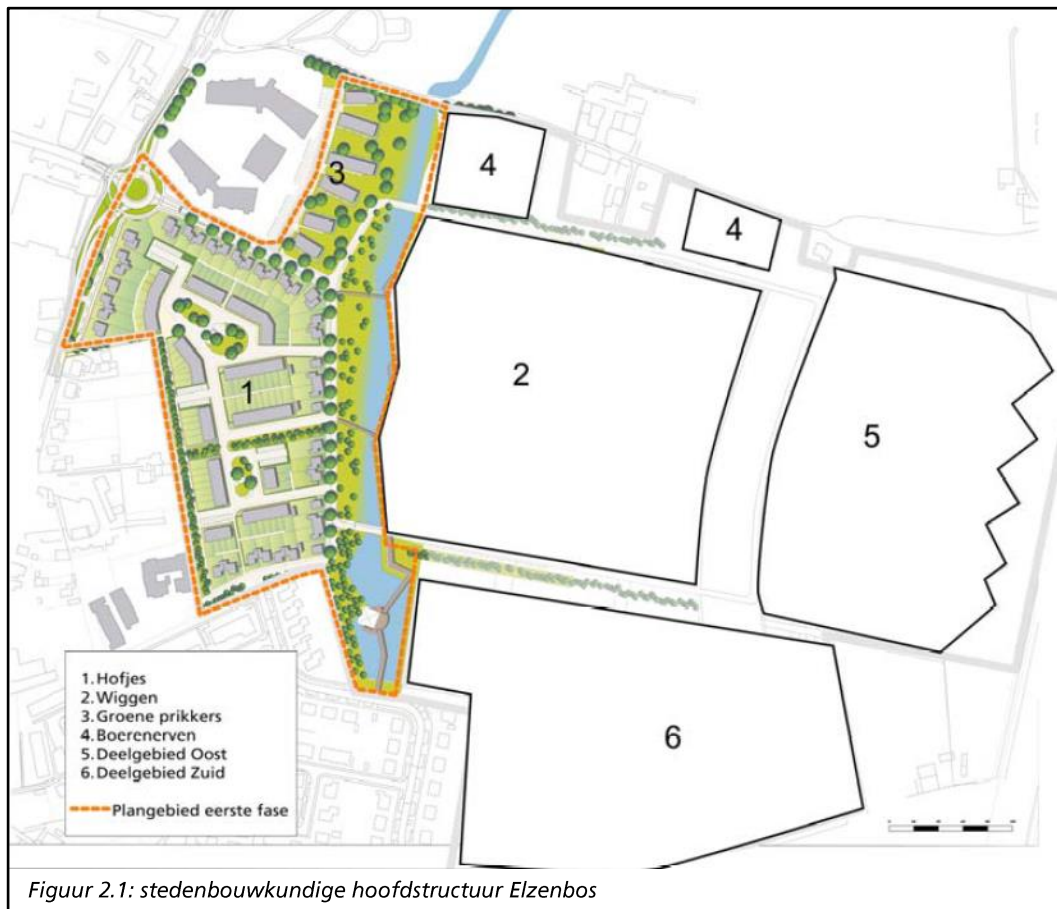 3
4
4
2
1
5
6
1. Hofjes
2. Wiggen
3. Groene prikkers
4. Boerenerven
5. Deelgebied Oost
6. Deelgebied Zuid
Plangebied eerste fase
Figuur 2.1: stedenbouwkundige hoofdstructuur Elzenbos